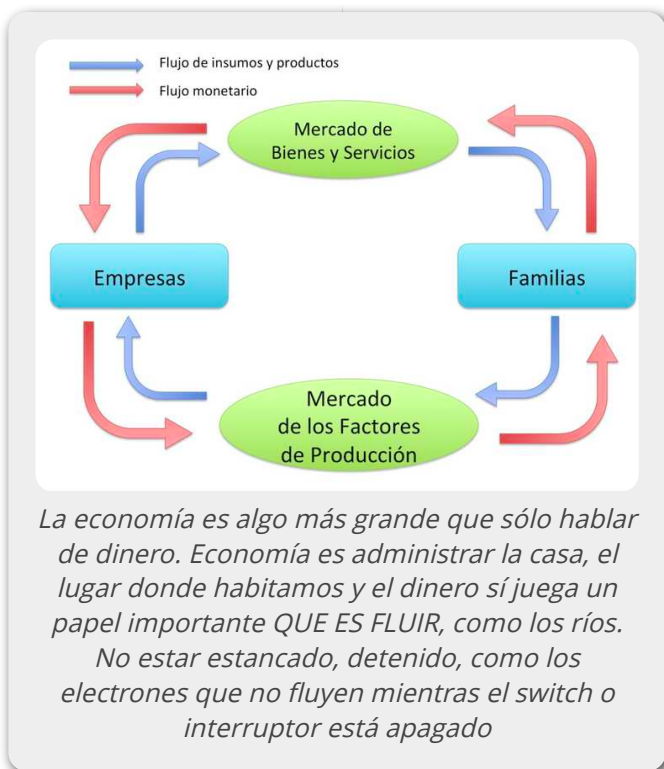 Flujo de insumos y productos
Flujo monetario
Mercado de
Bienes y Servicios
Empresas
Familias
Mercado
de los Factores
de Producción
La economía es algo más grande que sólo hablar
de dinero. Economía es administrar la casa, el
lugar donde habitamos y el dinero sí juega un
papel importante QUE ES FLUIR, como los ríos.
No estar estancado, detenido, como los
electrones que no fluyen mientras el switch o
interruptor está apagado